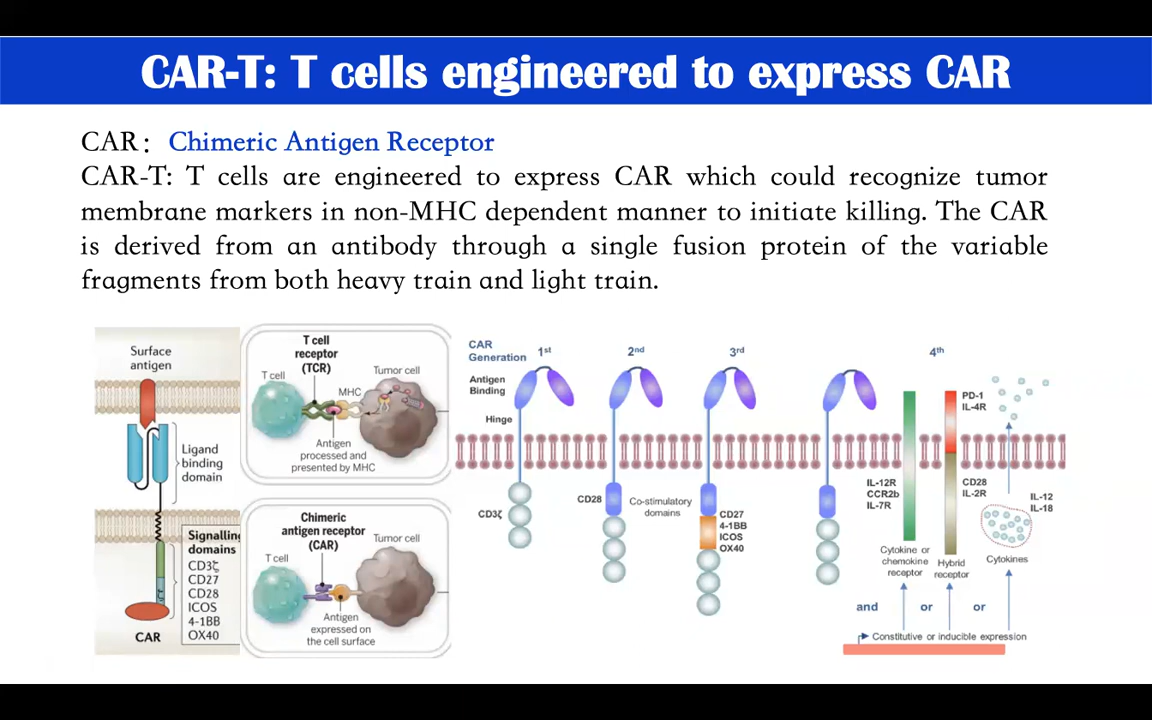 CAR-T: T cells engineered to express CAR
CAR： Chimeric Antigen Receptor
CAR-T: T cells are engineered to express CAR which could recognize tumor
membrane markers in non-MHC dependent manner to initiate killing. The CAR
is derived from an antibody through a single fusion protein of the variable
fragments from both heavy train and light train.
Surface
antigen
Ligand
binding
domain
Signalling
domains
CD3ζ
CD27
CD28
ICOS
4-1BB
OX40
CAR
T cell
receptor
(TCR)
T cell
Tumor cell
MHC
Antigen
processed and
presented by MHC
Chimeric
antigen receptor
(CAR)
T cell
Tumor cell
Antigen
expressed on
the cell surface
CAR
Generation
1st
2nd
3rd
4th
Antigen
Binding
Hinge
CD3ζ
CD28
Co-stimulatory
domains
CD27
4-1BB
ICOS
OX40
PD-1
IL-4R
IL-12R
CCR2b
IL-7R
CD28
IL-2R
IL-12
IL-18
Cytokine or
chemokine
receptor
Hybrid
receptor
Cytokines
and
or
or
Constitutive or inducible expression